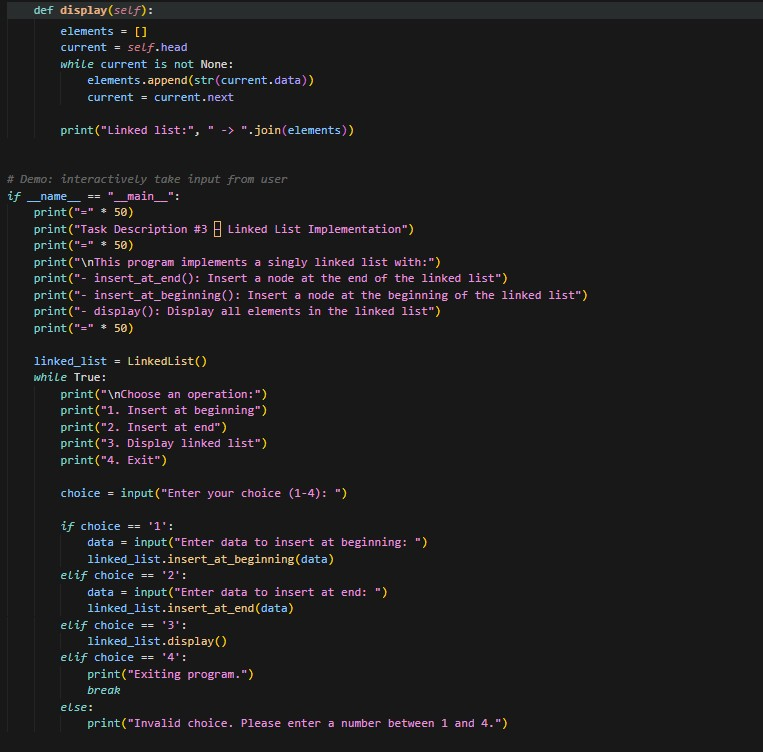 def display(self):
elements = []
current = self.head
while current is not None:
elements.append(str(current.data))
current = current.next
print("Linked list:", " -> ".join(elements))
# Demo: interactively take input from user
if __name__ == "__main__":
print("=" * 50)
print("Task Description #3 – Linked List Implementation")
print("=" * 50)
print("\nThis program implements a singly linked list with:")
print("- insert_at_end(): Insert a node at the end of the linked list")
print("- insert_at_beginning(): Insert a node at the beginning of the linked list")
print("- display(): Display all elements in the linked list")
print("=" * 50)
linked_list = LinkedList()
while True:
print("\nChoose an operation:")
print("1. Insert at beginning")
print("2. Insert at end")
print("3. Display linked list")
print("4. Exit")
choice = input("Enter your choice (1-4): ")
if choice == '1':
data = input("Enter data to insert at beginning: ")
linked_list.insert_at_beginning(data)
elif choice == '2':
data = input("Enter data to insert at end: ")
linked_list.insert_at_end(data)
elif choice == '3':
linked_list.display()
elif choice == '4':
print("Exiting program.")
break
else:
print("Invalid choice. Please enter a number between 1 and 4.")